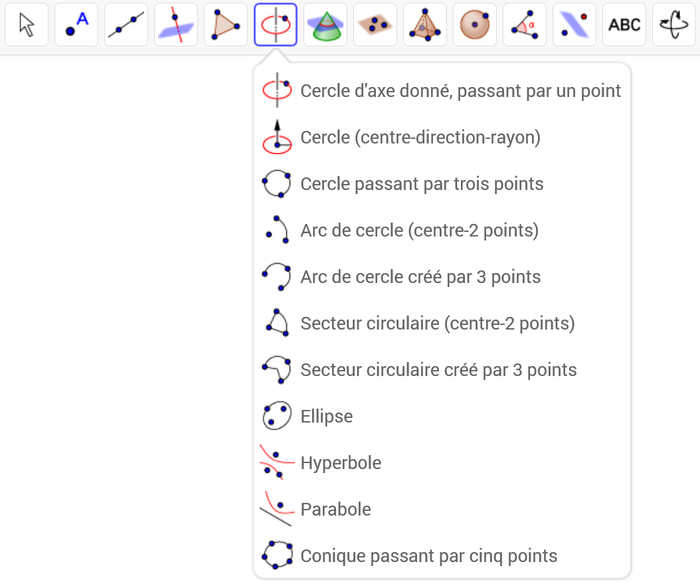 A
α
ABC
Cercle d'axe donné, passant par un point
Cercle (centre-direction-rayon)
Cercle passant par trois points
Arc de cercle (centre-2 points)
Arc de cercle créé par 3 points
Secteur circulaire (centre-2 points)
Secteur circulaire créé par 3 points
Ellipse
Hyperbole
Parabole
Conique passant par cinq points